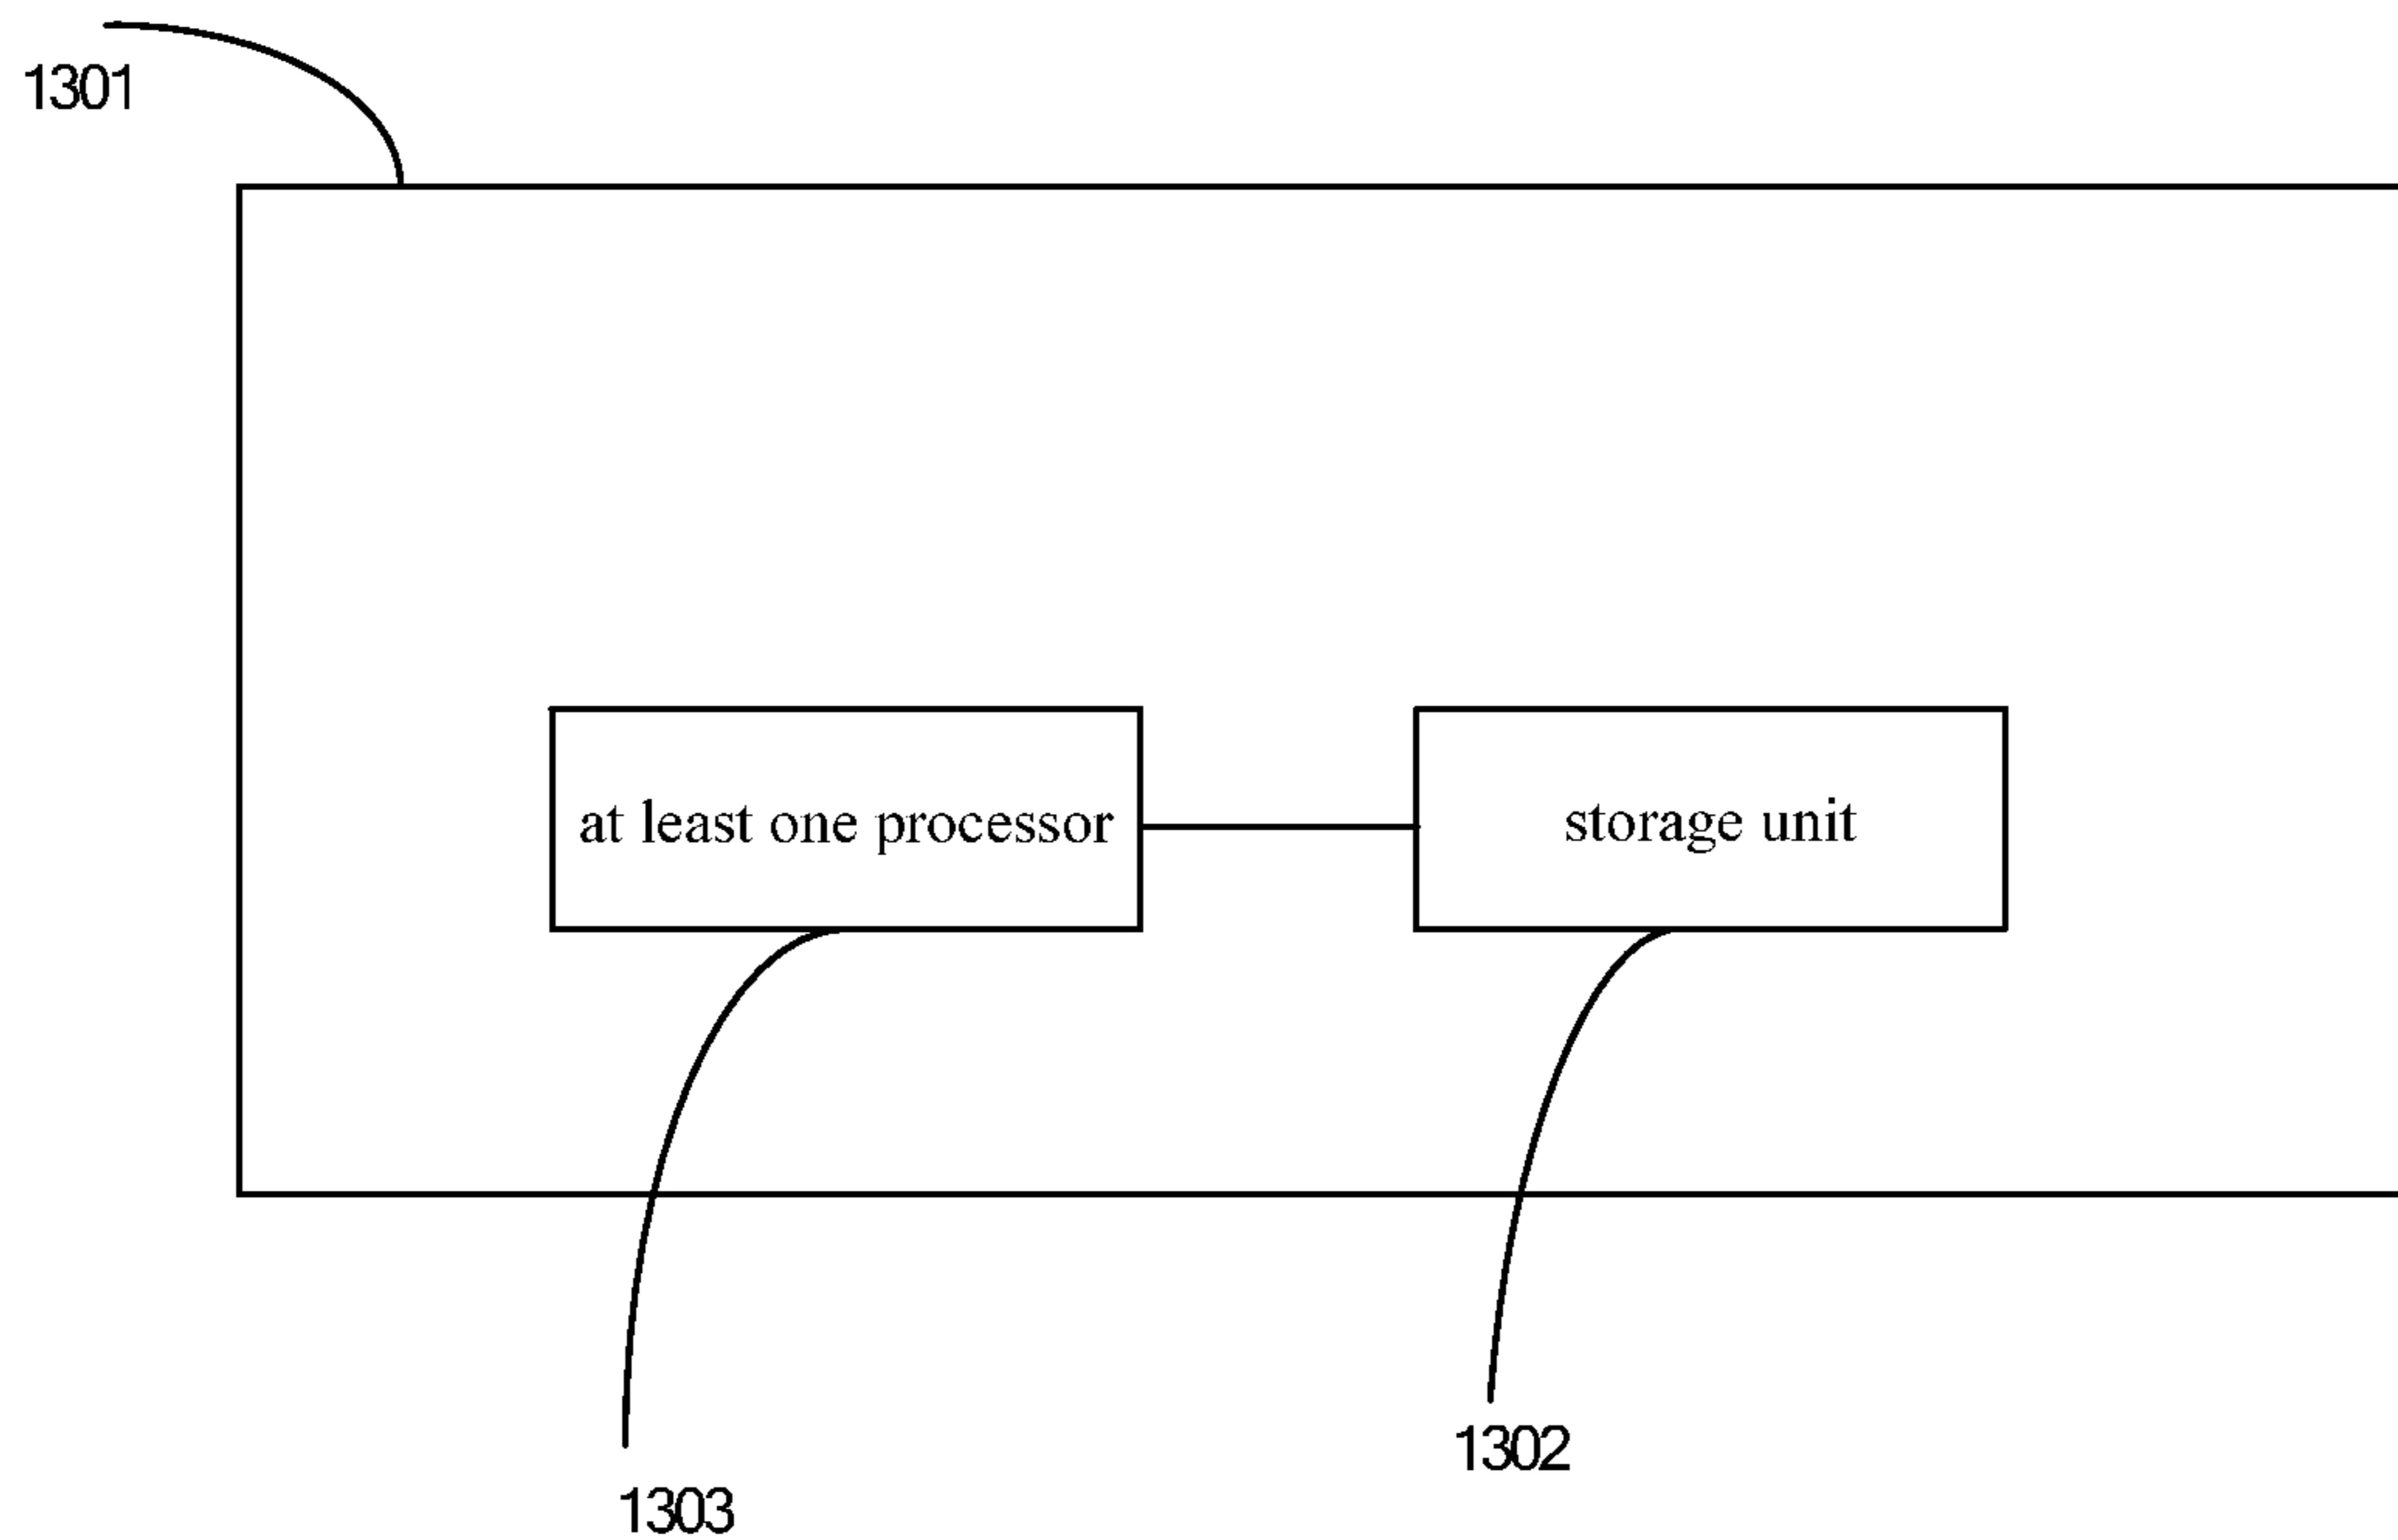 1301
at least one processor
storage unit
1302
1303